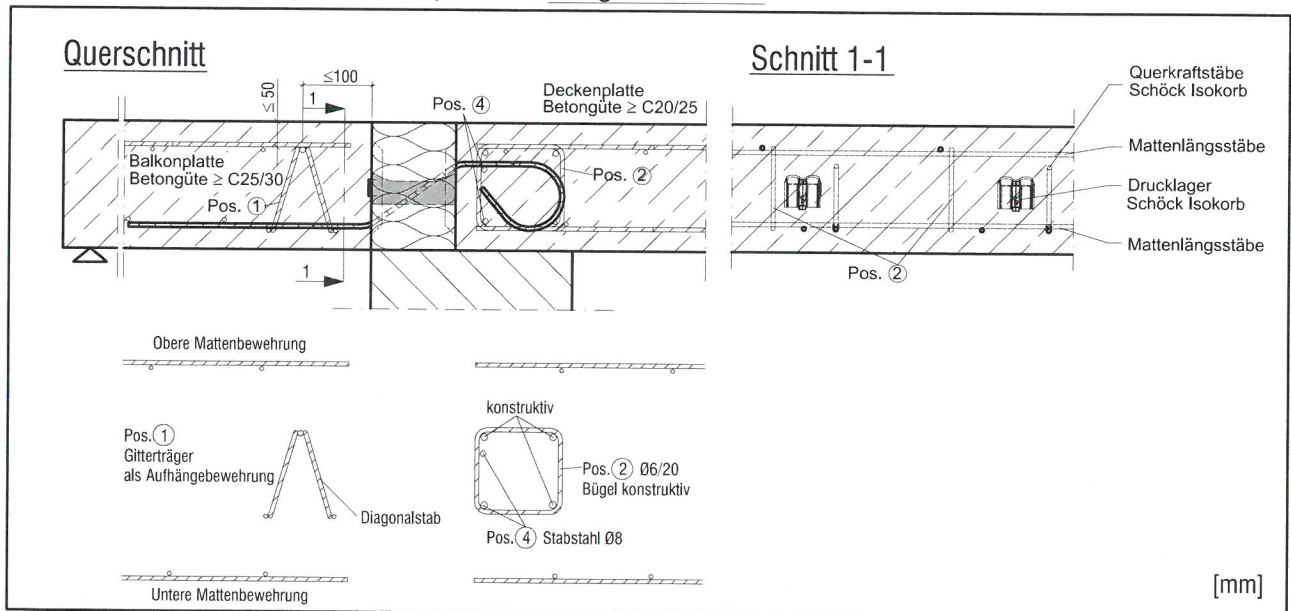 Querschnitt
Schnitt 1-1
≤100
≤ 50
1
Pos. 4
Deckenplatte
Betongüte ≥ C20/25
Querkraftstäbe
Schöck Isokorb
Balkonplatte
Betongüte ≥ C25/30
Pos. 1
Pos. 2
Mattenlängsstäbe
Drucklager
Schöck Isokorb
Mattenlängsstäbe
1
Pos. 2
Obere Mattenbewehrung
konstruktiv
Pos. 1
Gitterträger
als Aufhängebewehrung
Diagonalstab
Pos. 2 Ø6/20
Bügel konstruktiv
Pos. 4 Stabstahl Ø8
Untere Mattenbewehrung
[mm]